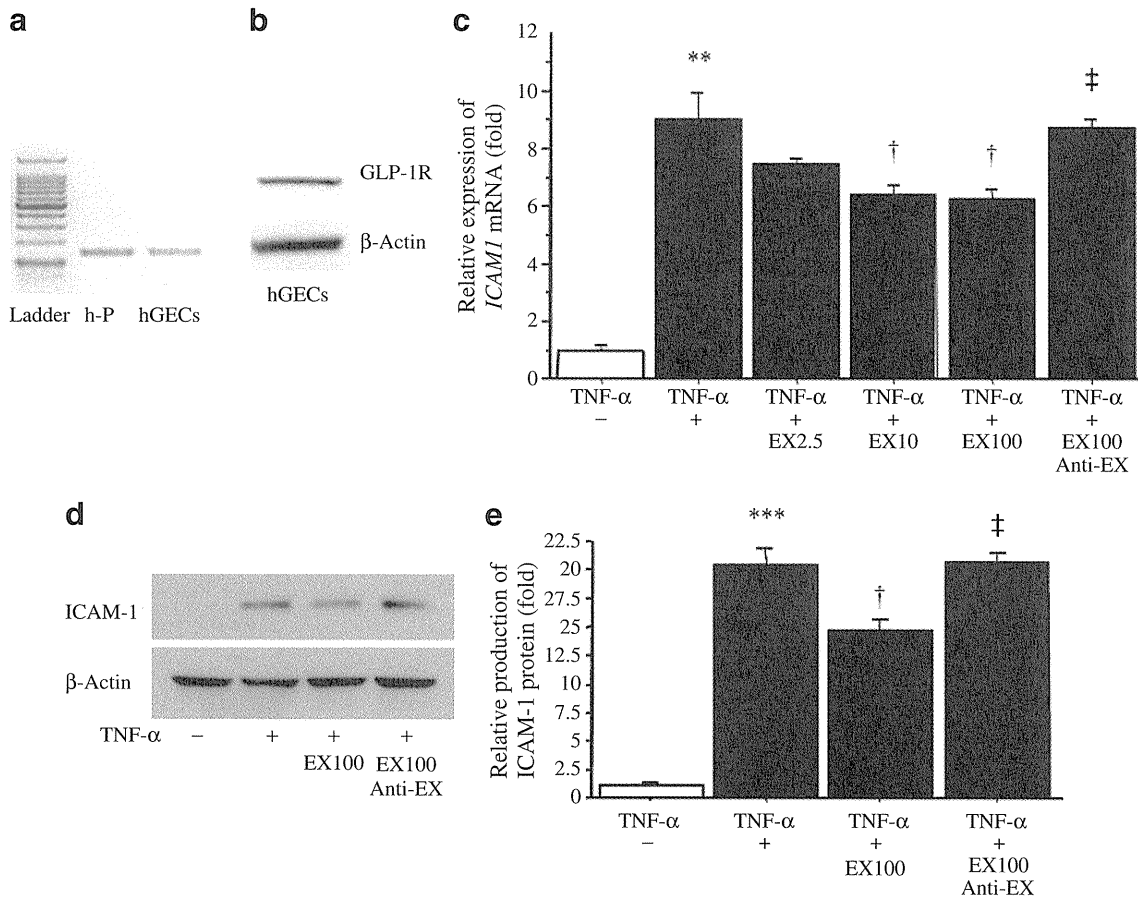 a
Ladder h-P hGECs
b
GLP-1R
β-Actin
hGECs
c
Relative expression of
ICAM1 mRNA (fold)
12
10
8
6
4
2
0
**
†
†
‡
TNF-α TNF-α TNF-α TNF-α TNF-α TNF-α
– + + + + +
EX2.5 EX10 EX100 EX100
Anti-EX
d
ICAM-1
β-Actin
TNF-α – + + +
EX100 EX100
Anti-EX
e
Relative production of
ICAM-1 protein (fold)
22.5
20
27.5
25
12.5
10
7.5
5
2.5
0
***
†
‡
TNF-α TNF-α TNF-α TNF-α
– + + +
EX100 EX100
Anti-EX